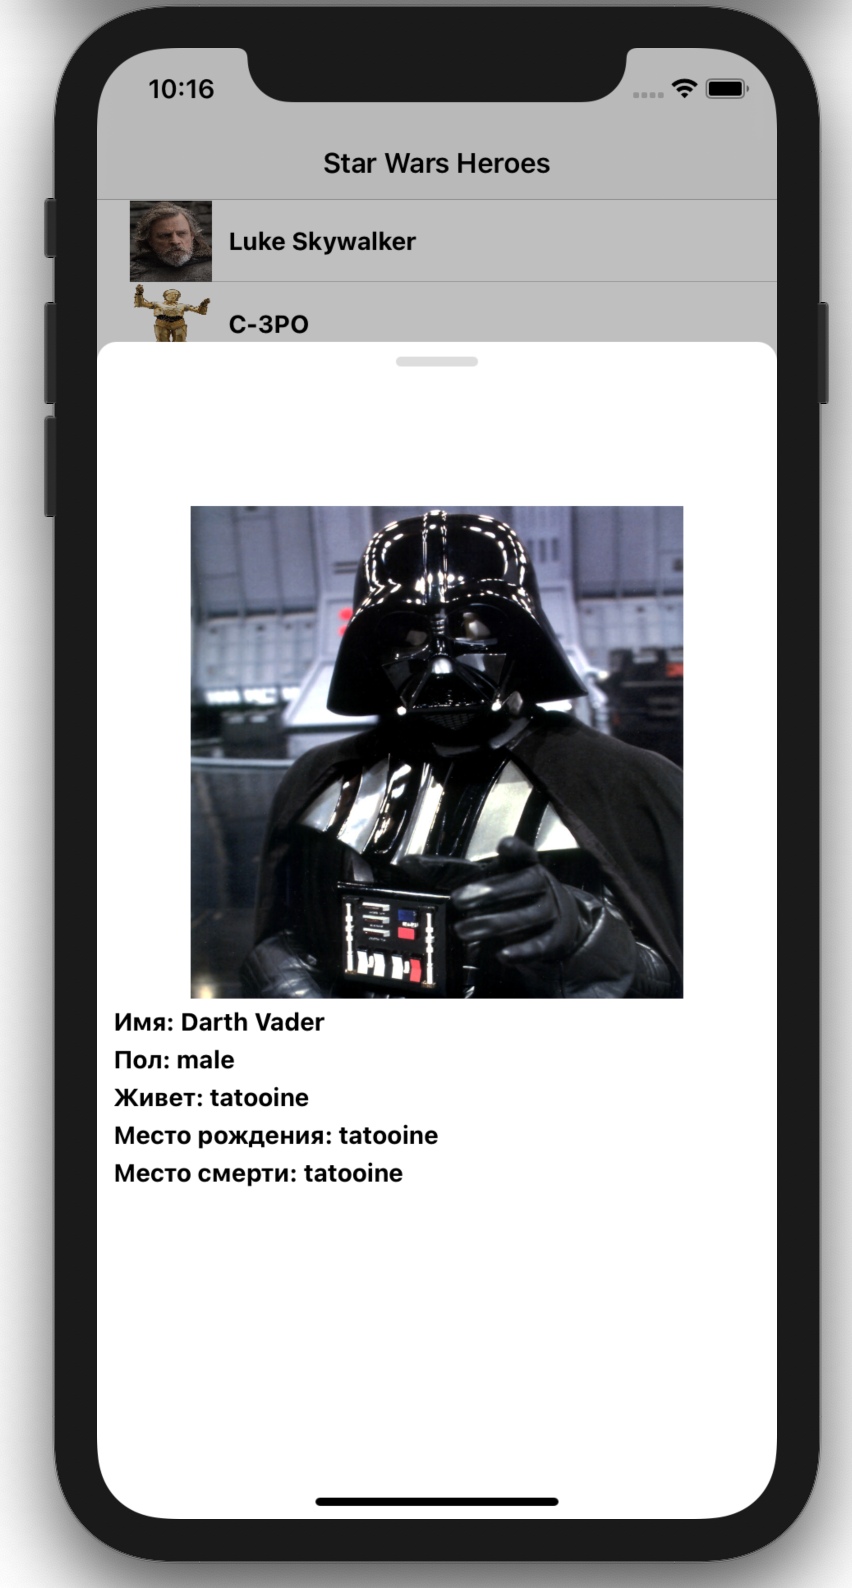 10:16
Star Wars Heroes
Luke Skywalker
C-3PO
Имя: Darth Vader
Пол: male
Живет: tatooine
Место рождения: tatooine
Место смерти: tatooine